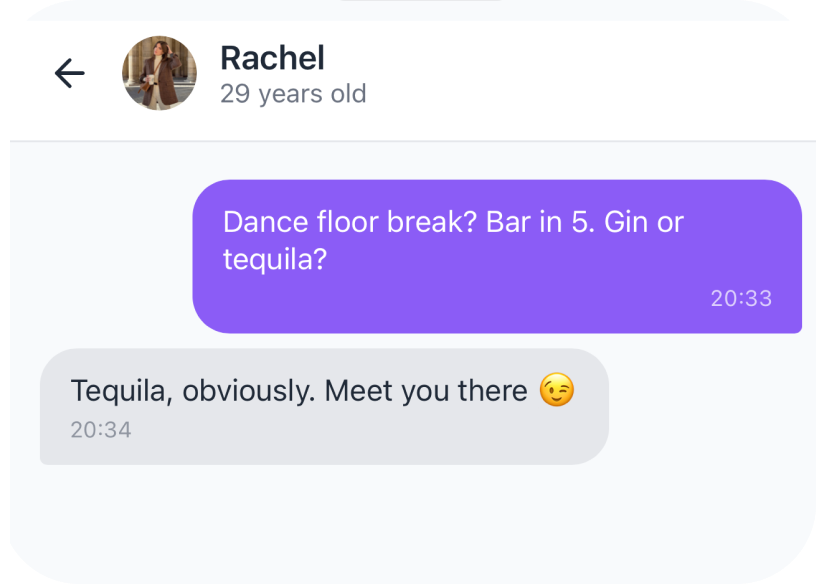 Rachel
29 years old
Dance floor break? Bar in 5. Gin or
tequila?
20:33
Tequila, obviously. Meet you there 😉
20:34